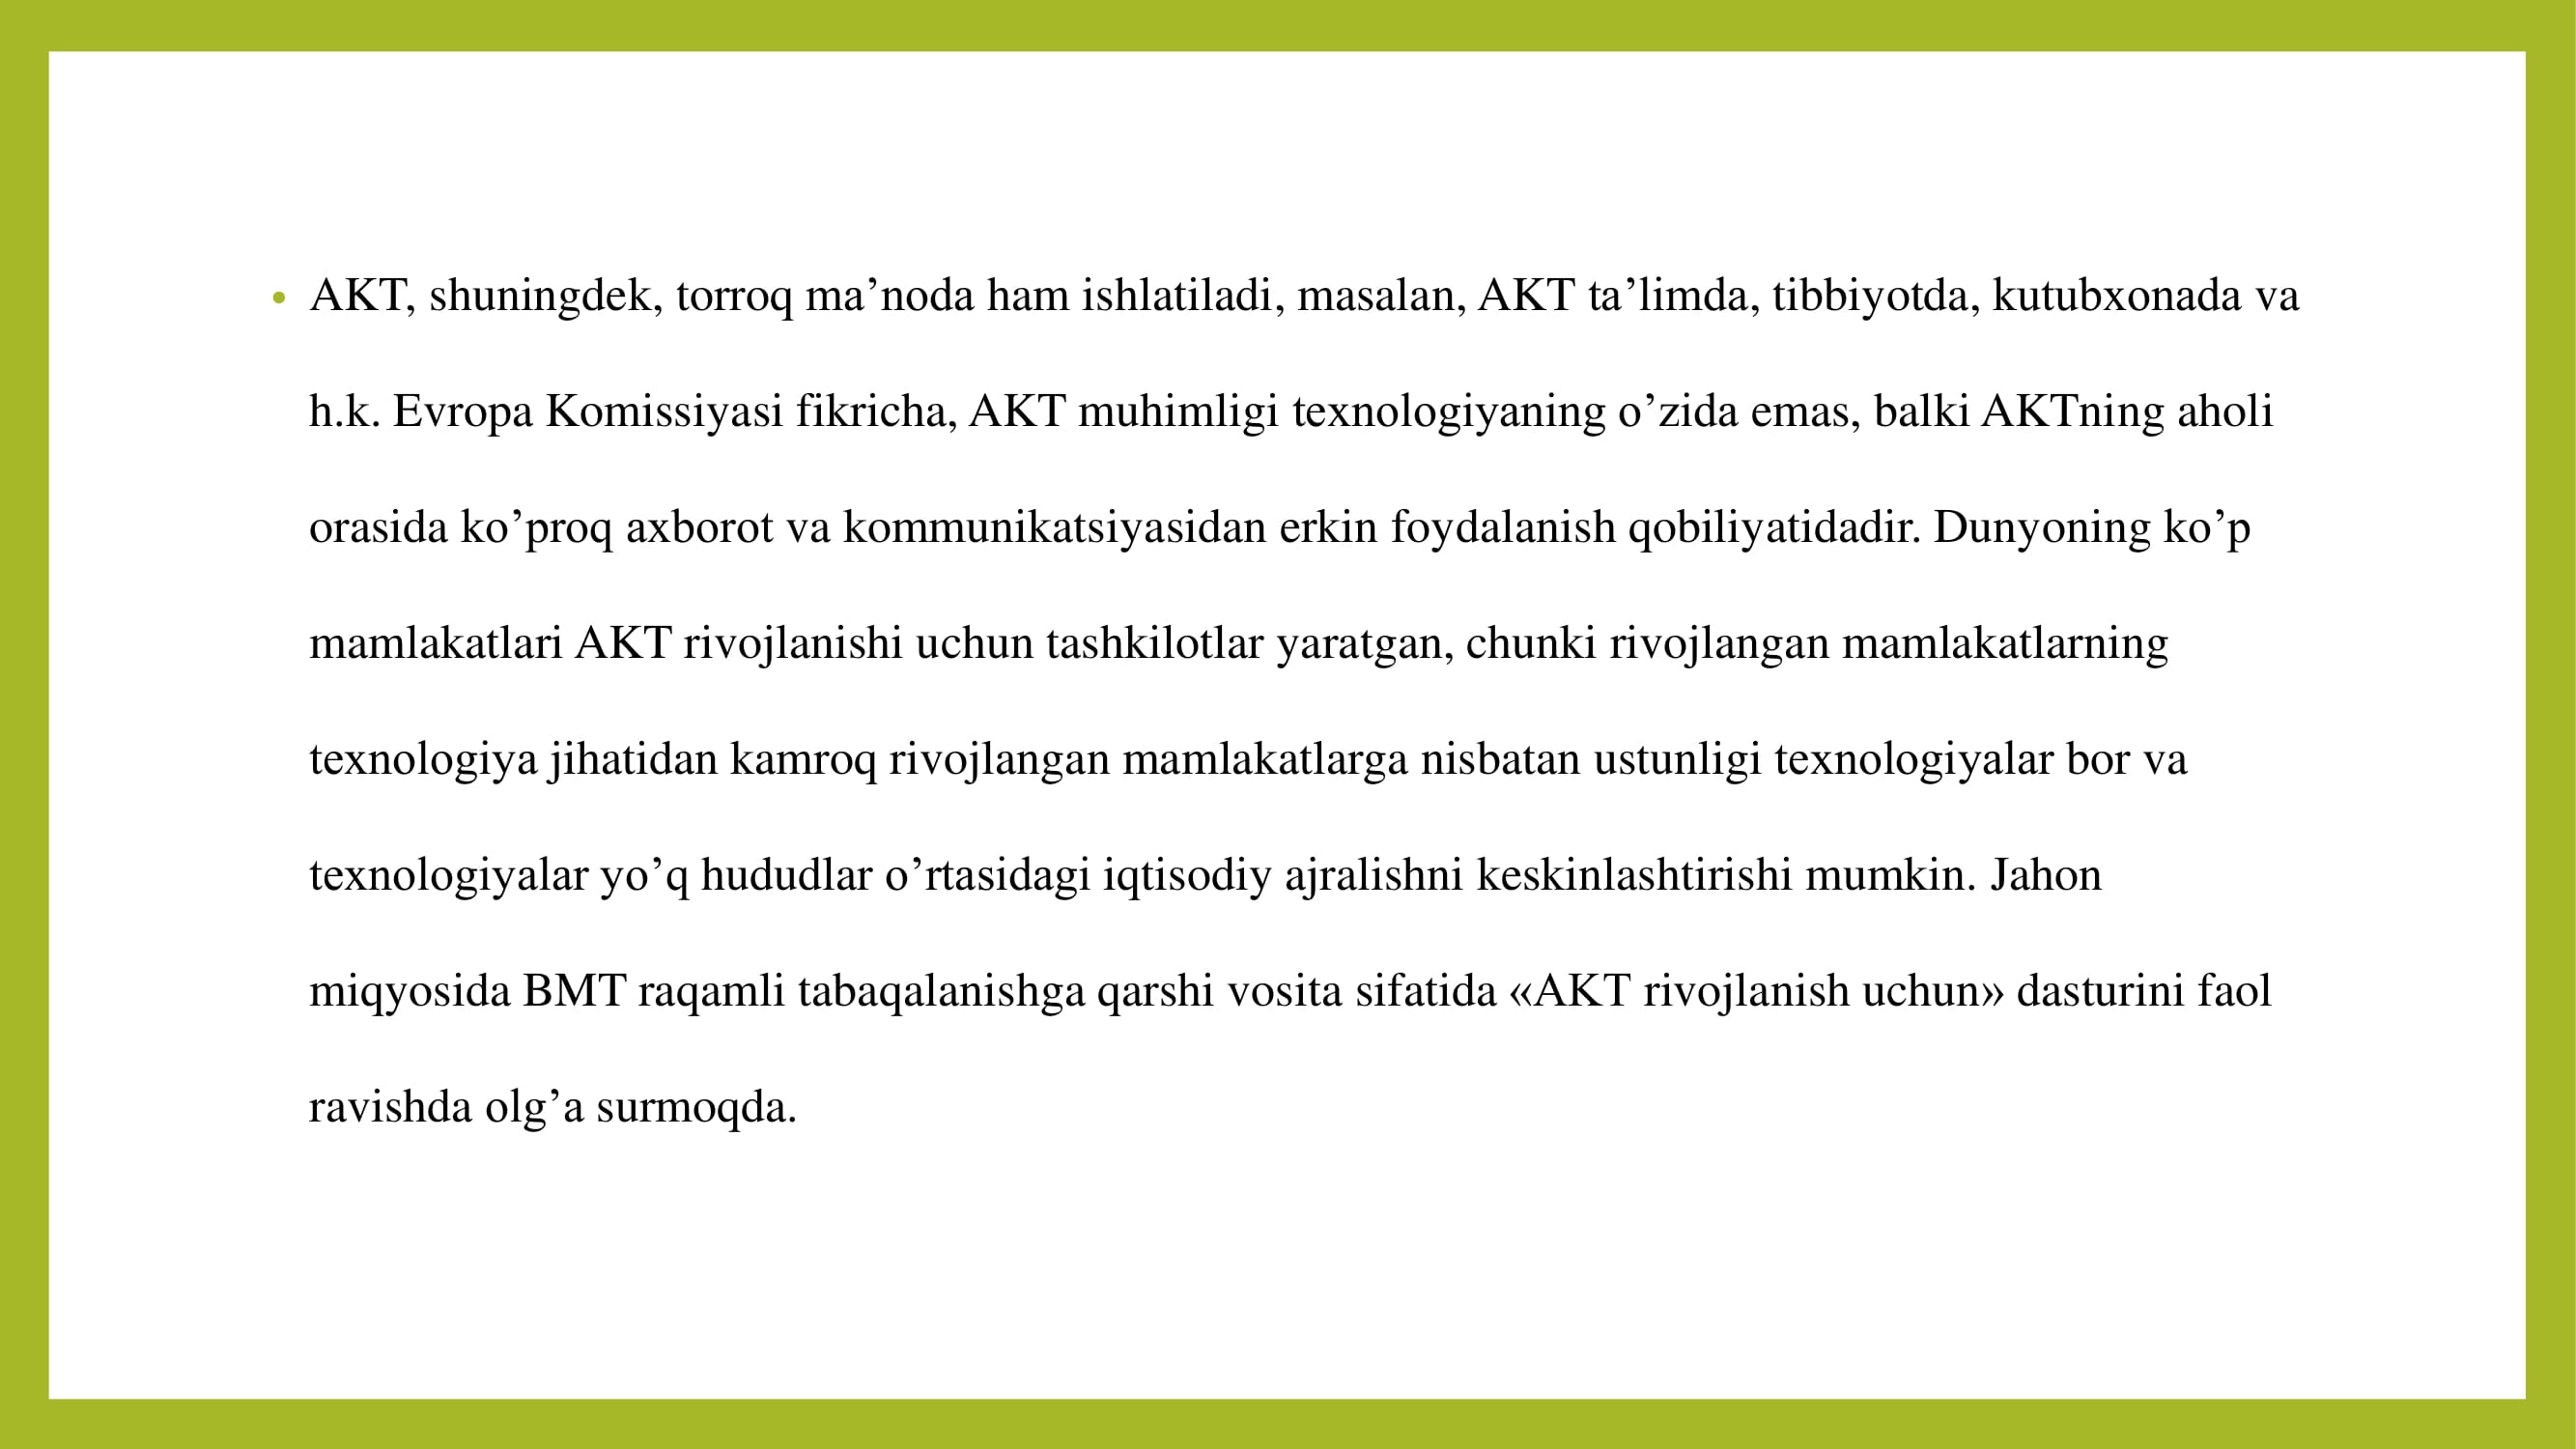 • AKT, shuningdek, torroq ma’noda ham ishlatiladi, masalan, AKT ta’limda, tibbiyotda, kutubxonada va
h.k. Evropa Komissiyasi fikricha, AKT muhimligi texnologiyaning o’zida emas, balki AKTning aholi
orasida ko’proq axborot va kommunikatsiyasidan erkin foydalanish qobiliyatidadir. Dunyoning ko’p
mamlakatlari AKT rivojlanishi uchun tashkilotlar yaratgan, chunki rivojlangan mamlakatlarning
texnologiya jihatidan kamroq rivojlangan mamlakatlarga nisbatan ustunligi texnologiyalar bor va
texnologiyalar yo’q hududlar o’rtasidagi iqtisodiy ajralishni keskinlashtirishi mumkin. Jahon
miqyosida BMT raqamli tabaqalanishga qarshi vosita sifatida «AKT rivojlanish uchun» dasturini faol
ravishda olg’a surmoqda.